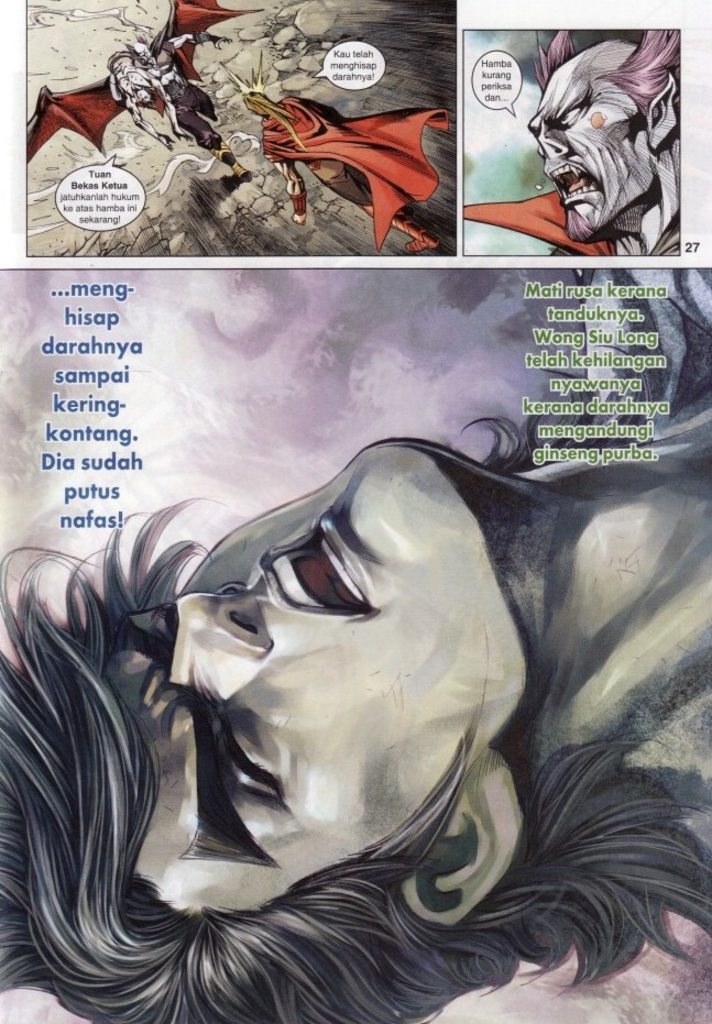 Kau telah
menghisap
darahnya!
Tuan
Bekas Ketua
jatuhkanlah hukum
ke atas hamba ini
sekarang!
Hamba
kurang
periksa
dan...
27
...meng-
hisap
darahnya
sampai
kering-
kontang.
Dia sudah
putus
nafas!
Mati rusa kerana
tanduknya.
Wong Siu Long
telah kehilangan
nyawanya
kerana darahnya
mengandungi
ginseng purba.